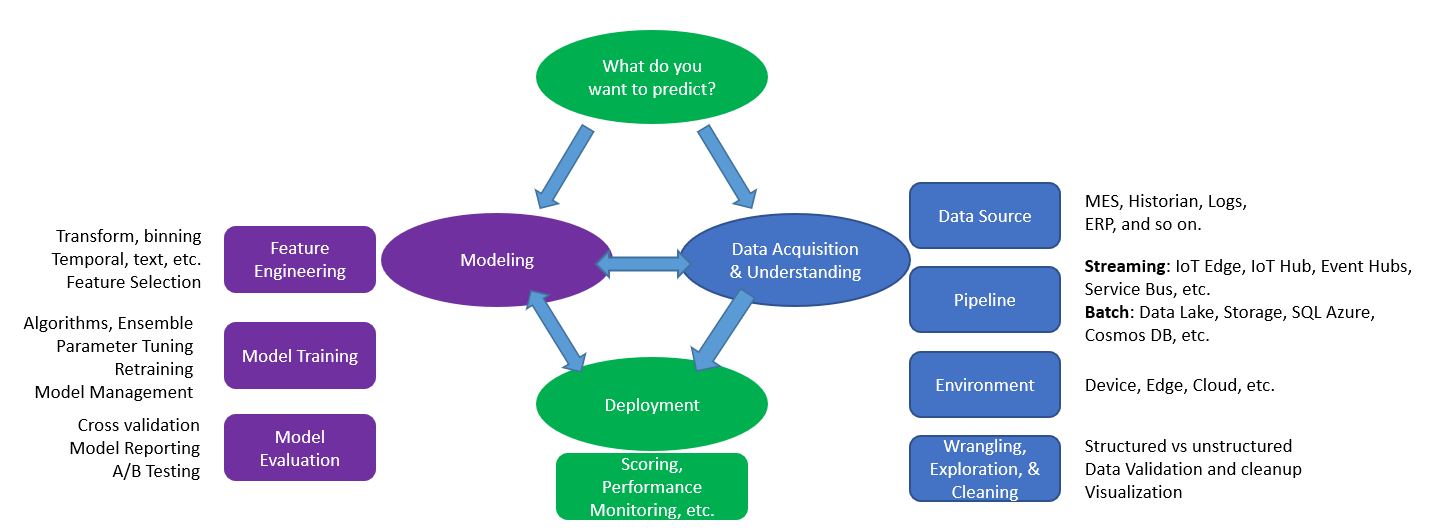 What do you
want to predict?
Modeling
Data Acquisition
& Understanding
Deployment
Scoring,
Performance
Monitoring, etc.
Transform, binning
Temporal, text, etc.
Feature Selection
Feature
Engineering
Algorithms, Ensemble
Parameter Tuning
Retraining
Model Management
Model Training
Cross validation
Model Reporting
A/B Testing
Model
Evaluation
Data Source
MES, Historian, Logs,
ERP, and so on.
Pipeline
Streaming: IoT Edge, IoT Hub, Event Hubs,
Service Bus, etc.
Batch: Data Lake, Storage, SQL Azure,
Cosmos DB, etc.
Environment
Device, Edge, Cloud, etc.
Wrangling,
Exploration, &
Cleaning
Structured vs unstructured
Data Validation and cleanup
Visualization